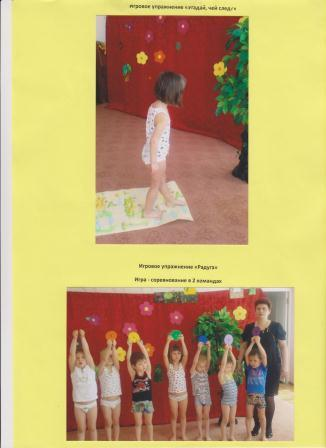 Игровое упражнение «Угадай, чей след?»
Игровое упражнение «Радуга»
Игра - соревнование в 2 командах